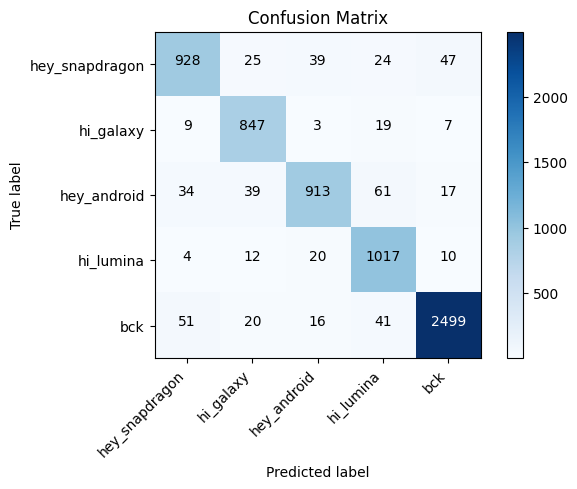 Confusion Matrix
True label
hey_snapdragon 928 25 39 24 47
hi_galaxy 9 847 3 19 7
hey_android 34 39 913 61 17
hi_lumina 4 12 20 1017 10
bck 51 20 16 41 2499
hey_snapdragon hi_galaxy hey_android hi_lumina bck
Predicted label
2000
1500
1000
500